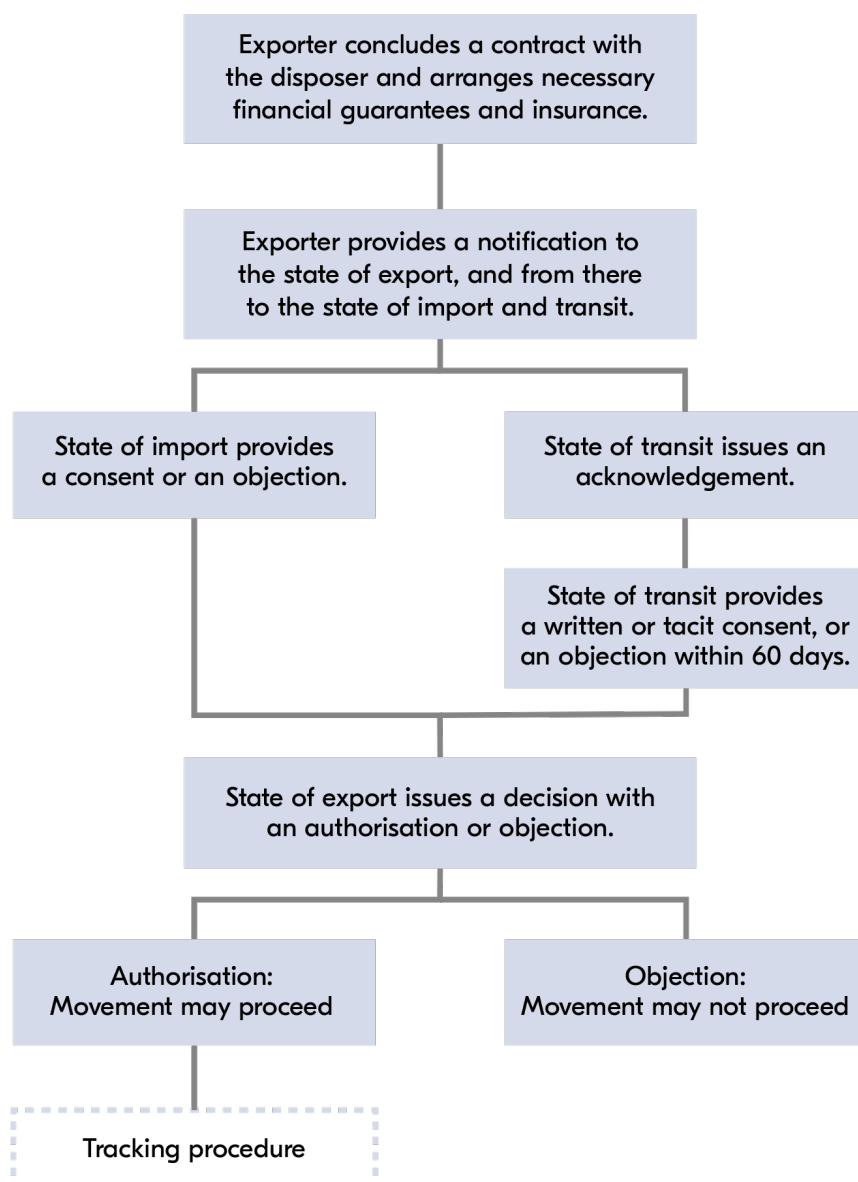 Exporter concludes a contract with
the disposer and arranges necessary
financial guarantees and insurance.
Exporter provides a notification to
the state of export, and from there
to the state of import and transit.
State of import provides
a consent or an objection.
State of transit issues an
acknowledgement.
State of transit provides
a written or tacit consent, or
an objection within 60 days.
State of export issues a decision with
an authorisation or objection.
Authorisation:
Movement may proceed
Objection:
Movement may not proceed
Tracking procedure